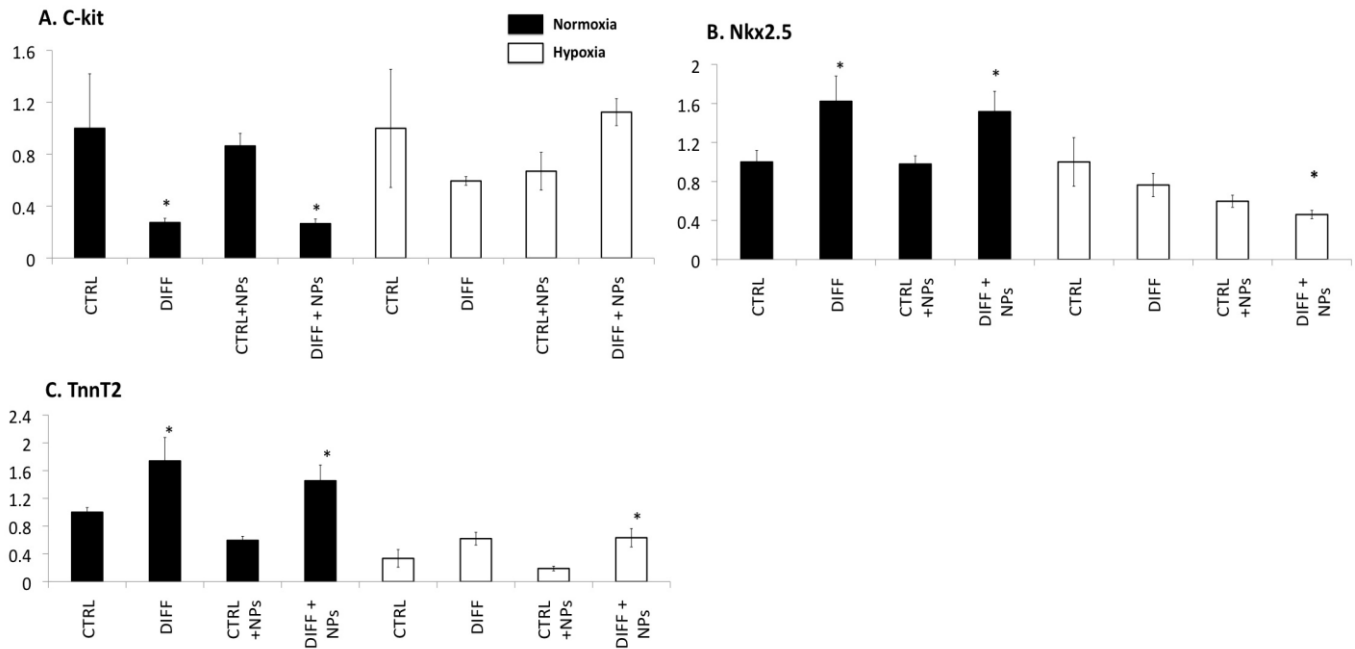 A. C-kit
Normoxia
Hypoxia
1.6
1.2
0.8
0.4
0
*
*
CTRL
DIFF
CTRL+NPs
DIFF + NPs
CTRL
DIFF
CTRL+NPs
DIFF + NPs
B. Nkx2.5
2
1.6
1.2
0.8
0.4
0
*
*
*
CTRL
DIFF
CTRL
+NPs
DIFF +
NPs
CTRL
DIFF
CTRL
+NPs
DIFF +
NPs
C. TnnT2
2.4
2
1.6
1.2
0.8
0.4
0
*
*
*
CTRL
DIFF
CTRL
+NPs
DIFF +
NPs
CTRL
DIFF
CTRL
+NPs
DIFF +
NPs